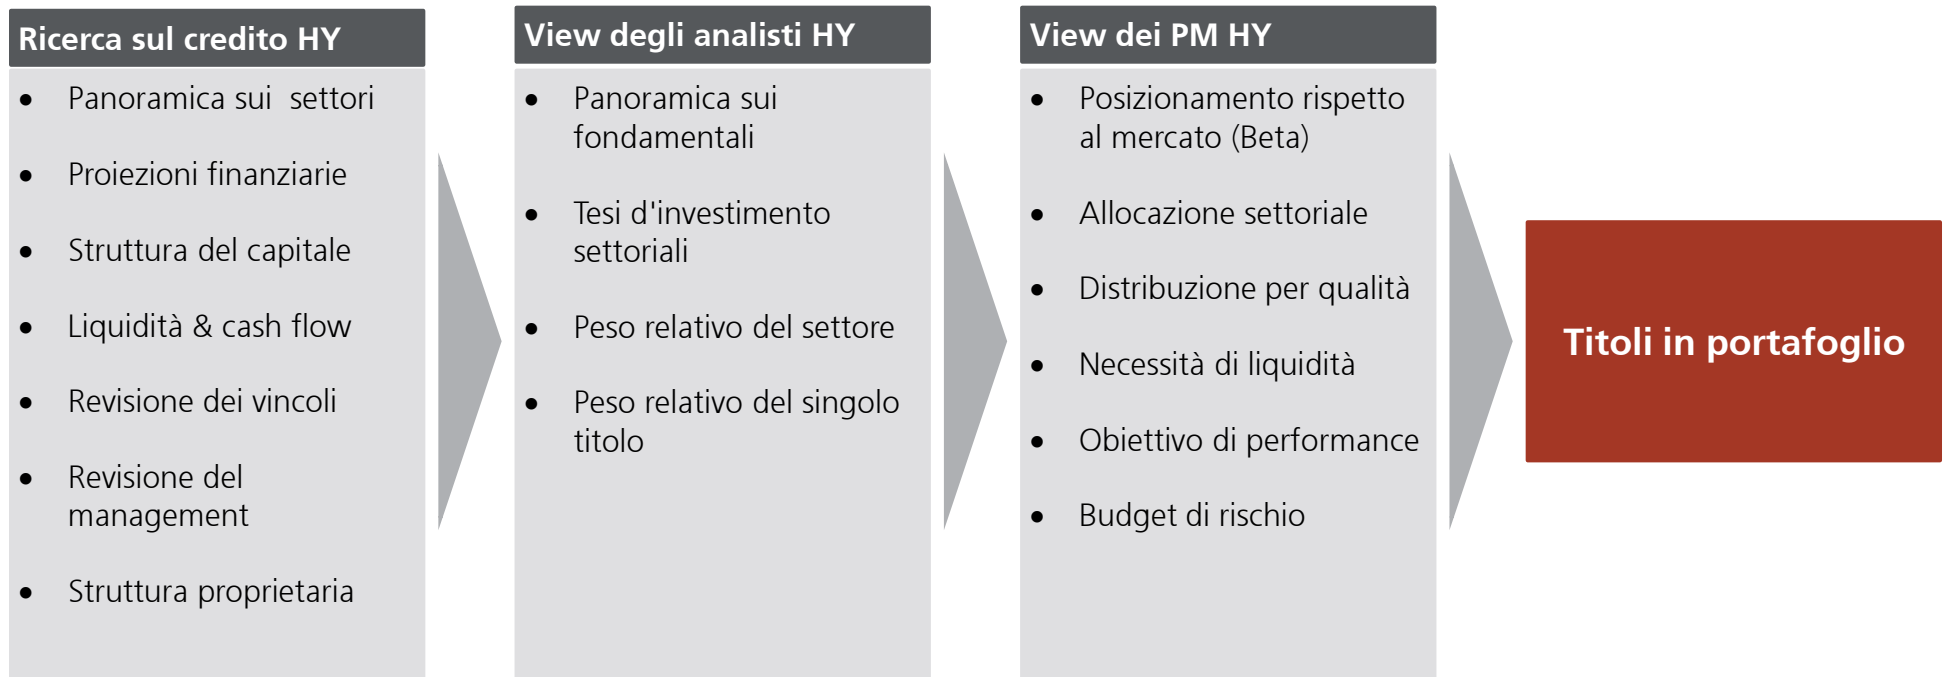 Ricerca sul credito HY
• Panoramica sui settori
• Proiezioni finanziarie
• Struttura del capitale
• Liquidità & cash flow
• Revisione dei vincoli
• Revisione del
management
• Struttura proprietaria
View degli analisti HY
• Panoramica sui
fondamentali
• Tesi d'investimento
settoriali
• Peso relativo del settore
• Peso relativo del singolo
titolo
View dei PM HY
• Posizionamento rispetto
al mercato (Beta)
• Allocazione settoriale
• Distribuzione per qualità
• Necessità di liquidità
• Obiettivo di performance
• Budget di rischio
Titoli in portafoglio